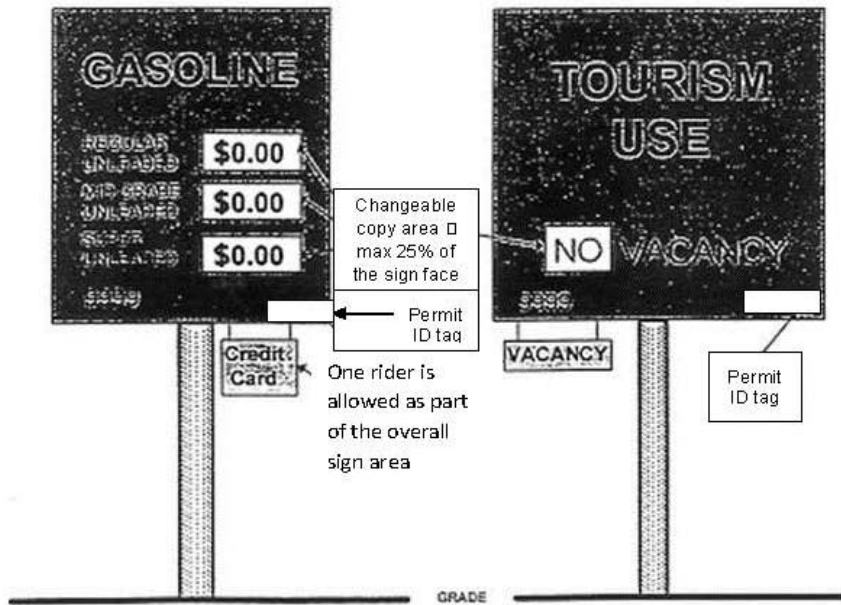 GASOLINE
REGULAR
UNLEADED
$0.00
MID-GRADE
UNLEADED
$0.00
SUPER
UNLEADED
$0.00
9999
Credit
Card
Changeable
copy area □
max 25% of
the sign face
Permit
ID tag
One rider is
allowed as part
of the overall
sign area
TOURISM
USE
NO VACANCY
9999
VACANCY
Permit
ID tag
GRADE